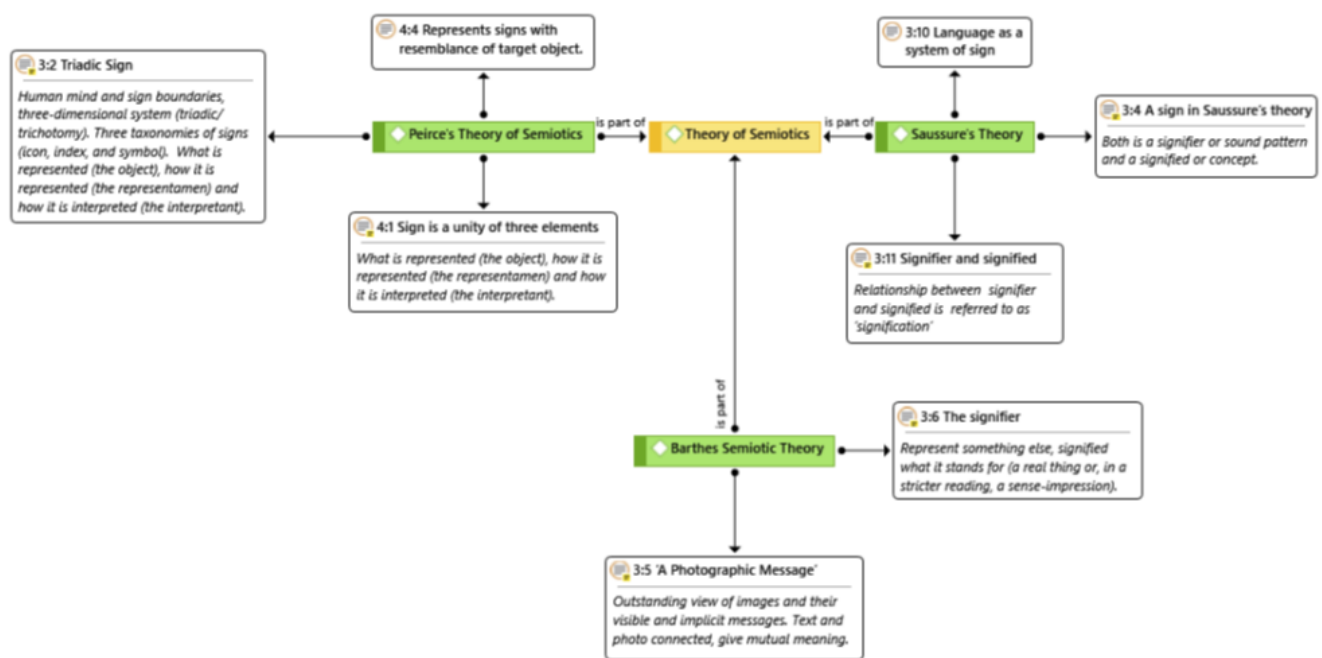 4:4 Represents signs with
resemblance of target object.
3:10 Language as a
system of sign
3:2 Triadic Sign
Human mind and sign boundaries,
three-dimensional system (triadic/
trichotomy). Three taxonomies of signs
(icon, index, and symbol). What is
represented (the object), how it is
represented (the representamen) and
how it is interpreted (the interpretant).
Peirce's Theory of Semiotics
is part of
Theory of Semiotics
is part of
Saussure's Theory
3:4 A sign in Saussure's theory
Both is a signifier or sound pattern
and a signified or concept.
4:1 Sign is a unity of three elements
What is represented (the object), how it is
represented (the representamen) and how
it is interpreted (the interpretant).
3:11 Signifier and signified
Relationship between signifier
and signified is referred to as
'signification'
is part of
Barthes Semiotic Theory
3:6 The signifier
Represent something else, signified
what it stands for (a real thing or, in a
stricter reading, a sense-impression).
3:5 'A Photographic Message'
Outstanding view of images and their
visible and implicit messages. Text and
photo connected, give mutual meaning.